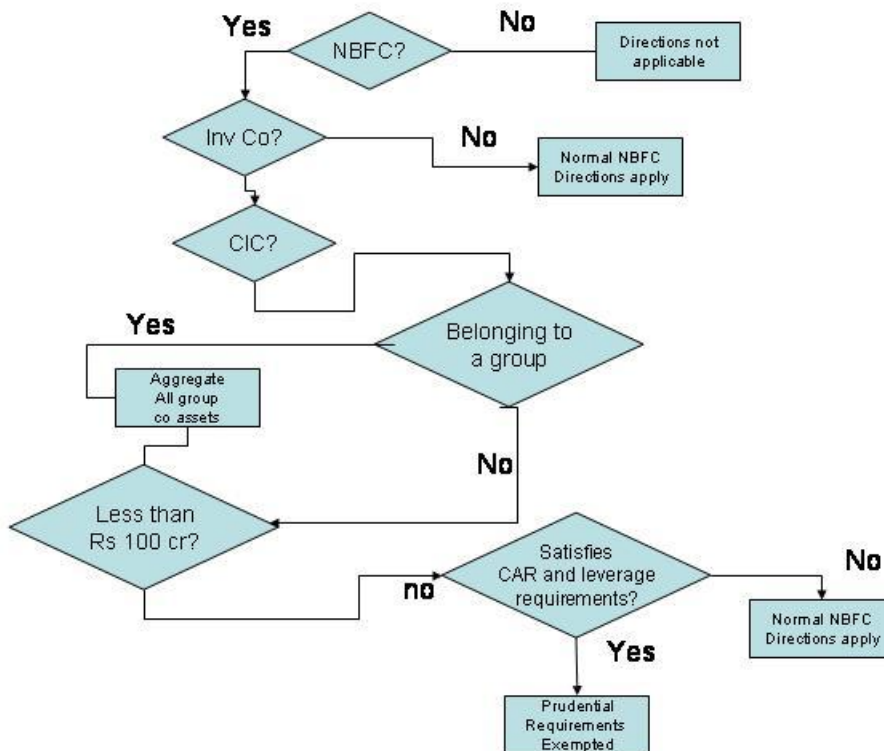 Yes
No
NBFC?
Directions not
applicable
Inv Co?
No
Normal NBFC
Directions apply
CIC?
Yes
Belonging to
a group
Aggregate
All group
co assets
No
Less than
Rs 100 cr?
no
Satisfies
CAR and leverage
requirements?
No
Normal NBFC
Directions apply
Yes
Prudential
Requirements
Exempted